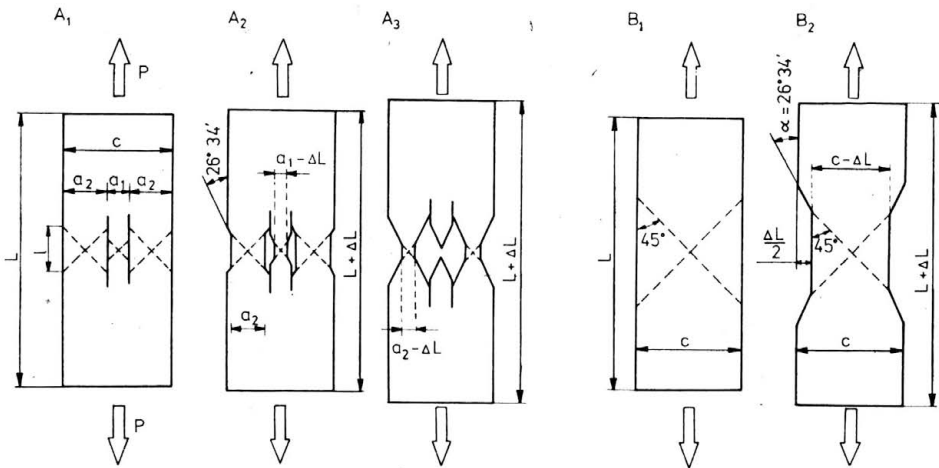 A₁
P
c
a₂ a₁ a₂
l
L
P
A₂
26° 34′
a₁-ΔL
a₂
L + ΔL
A₃
a₂-ΔL
L + ΔL
B₁
45°
L
c
B₂
α = 26° 34′
c-ΔL
ΔL/2
45°
c
L + ΔL